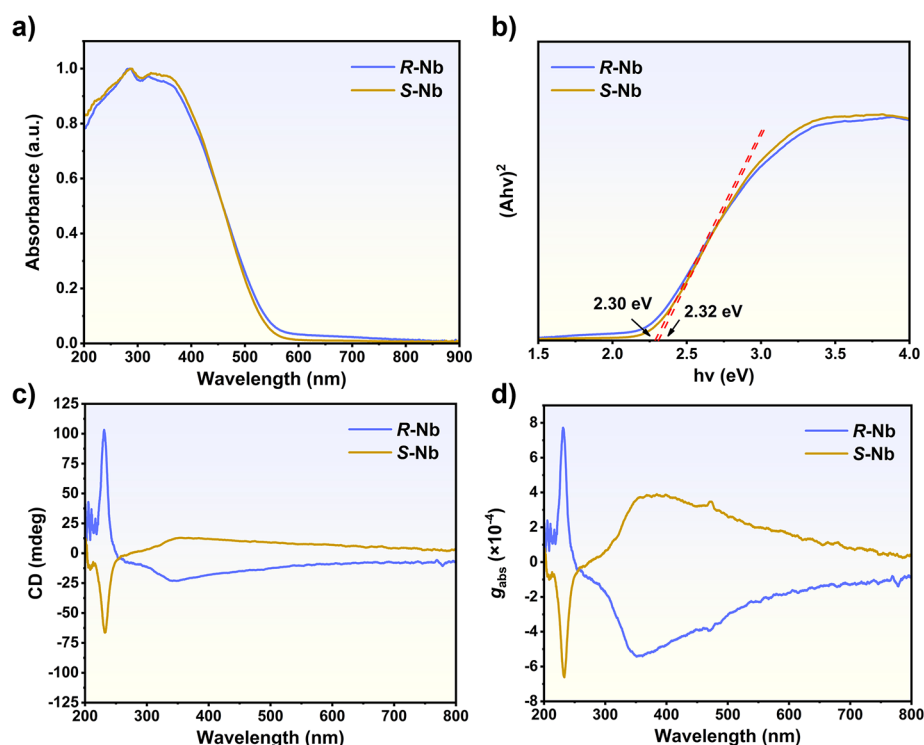 a)
R-Nb
S-Nb
Absorbance (a.u.)
1.0
0.8
0.6
0.4
0.2
0.0
200 300 400 500 600 700 800 900
Wavelength (nm)
b)
R-Nb
S-Nb
(Ahv)²
2.30 eV
2.32 eV
1.5 2.0 2.5 3.0 3.5 4.0
hv (eV)
c)
R-Nb
S-Nb
CD (mdeg)
125
100
75
50
25
0
-25
-50
-75
-100
-125
200 300 400 500 600 700 800
Wavelength (nm)
d)
R-Nb
S-Nb
gabs (×10⁻⁴)
8
6
4
2
0
-2
-4
-6
-8
200 300 400 500 600 700 800
Wavelength (nm)